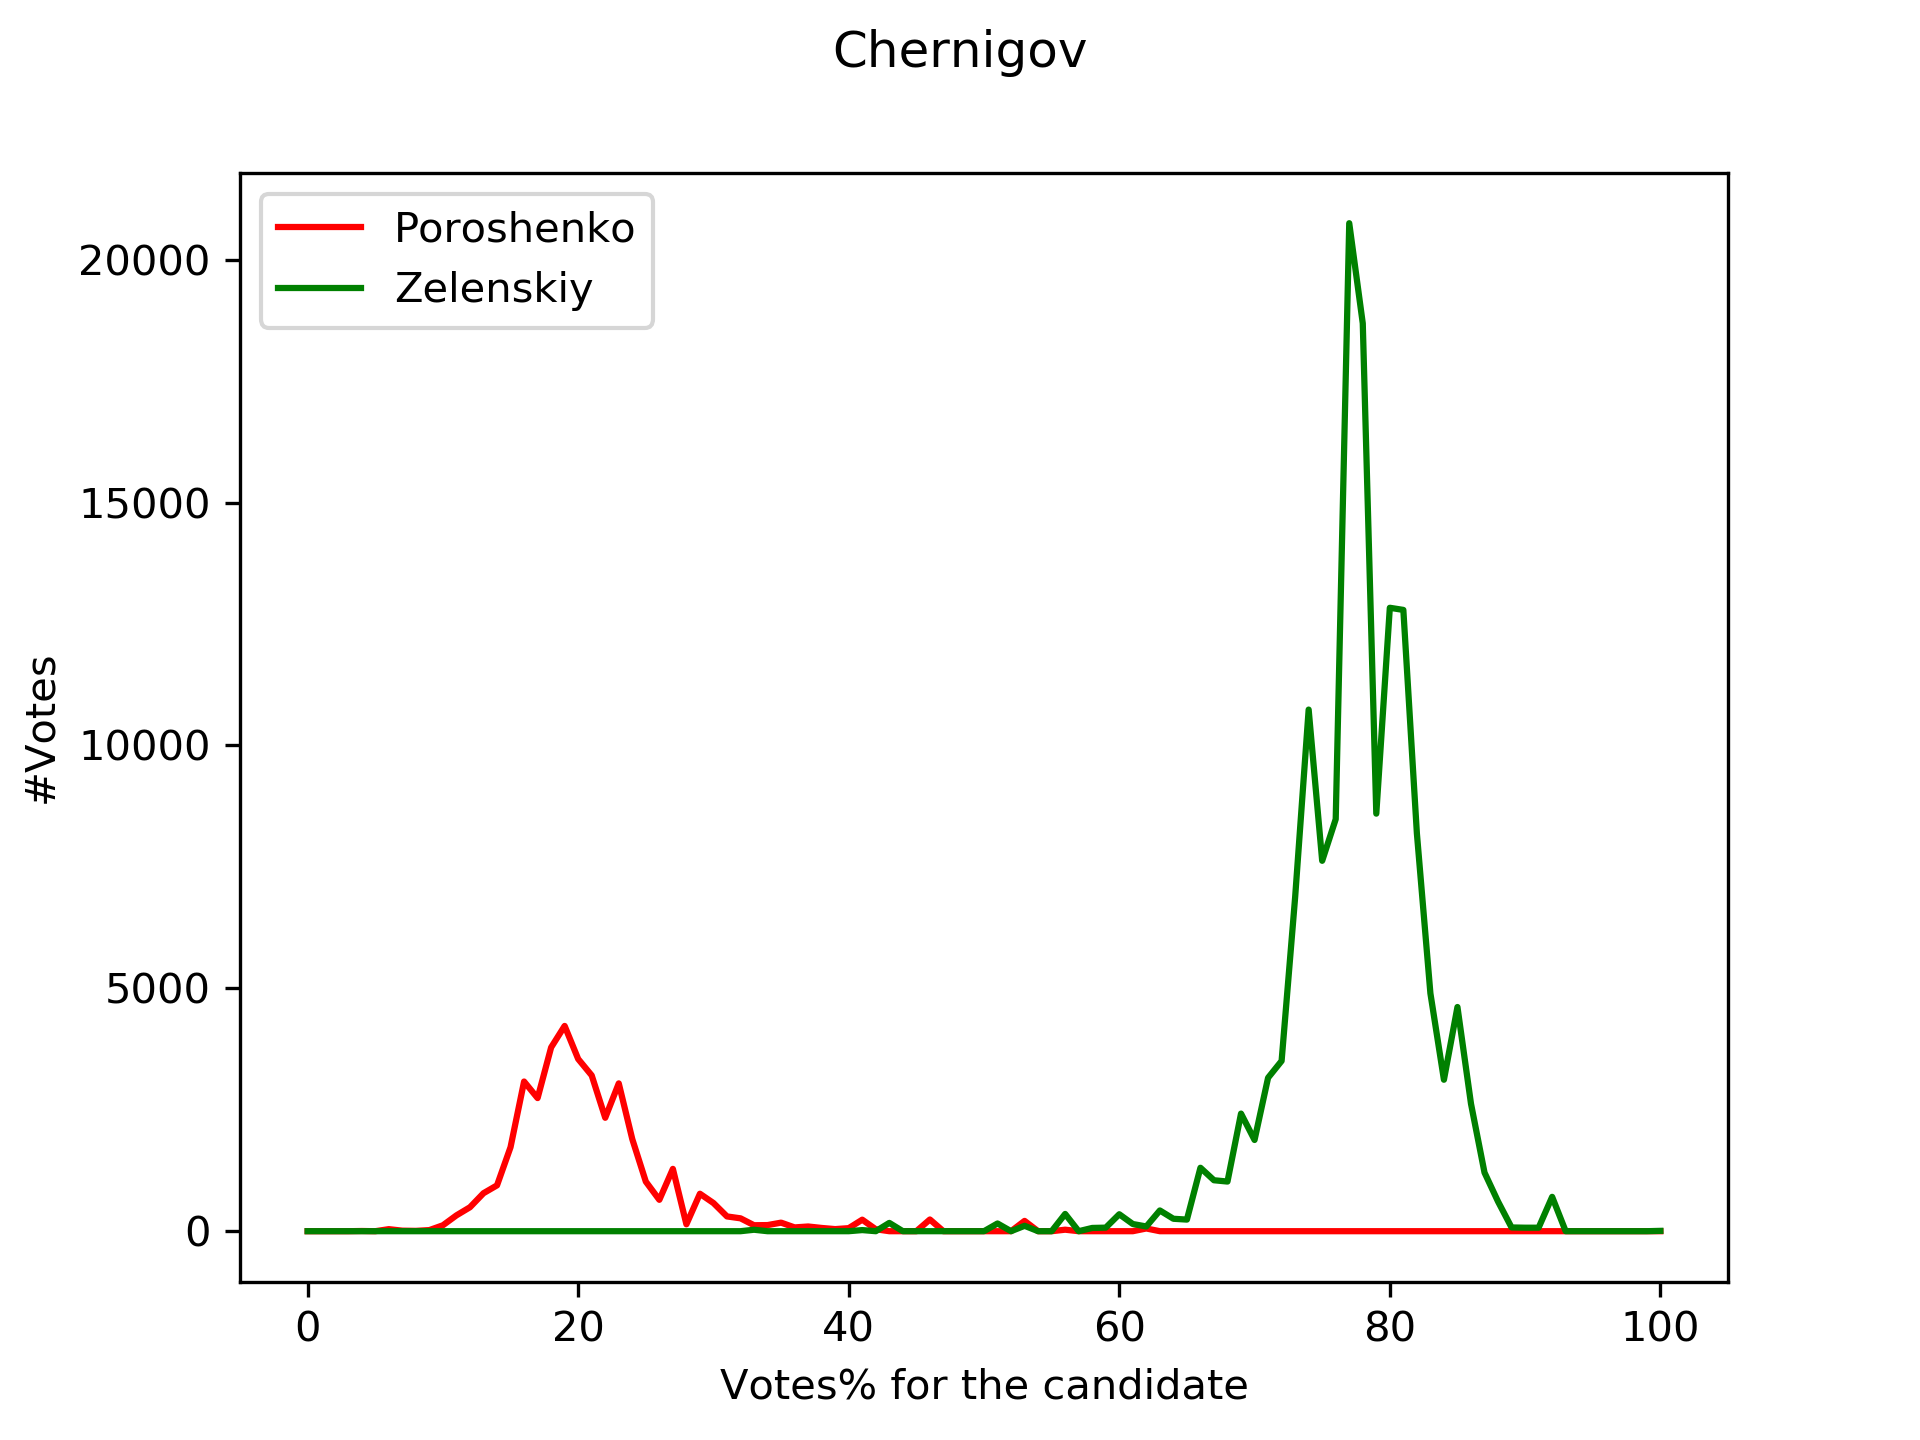 Chernigov
Poroshenko
Zelenskiy
20000
15000
10000
5000
0
#Votes
0 20 40 60 80 100
Votes% for the candidate